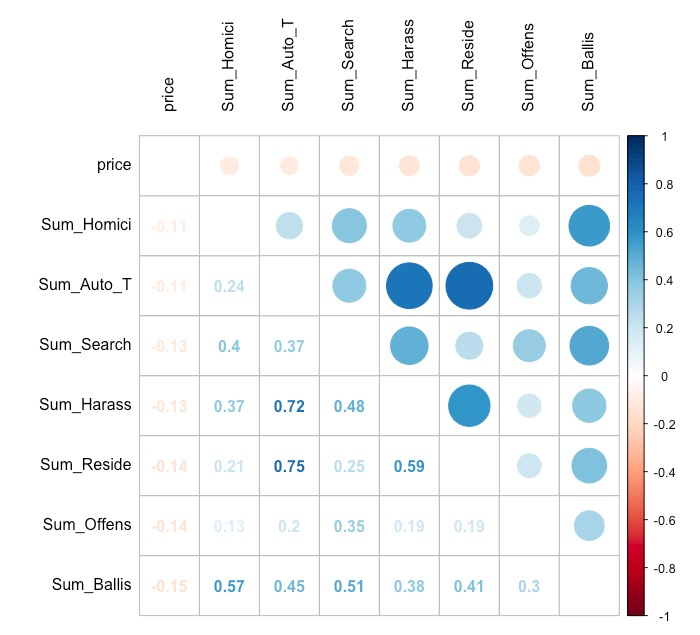 price
Sum_Homici
Sum_Auto_T
Sum_Search
Sum_Harass
Sum_Reside
Sum_Offens
Sum_Ballis
price
Sum_Homici -0.11
Sum_Auto_T -0.11 0.24
Sum_Search -0.13 0.4 0.37
Sum_Harass -0.13 0.37 0.72 0.48
Sum_Reside -0.14 0.21 0.75 0.25 0.59
Sum_Offens -0.14 0.13 0.2 0.35 0.19 0.19
Sum_Ballis -0.15 0.57 0.45 0.51 0.38 0.41 0.3
1
0.8
0.6
0.4
0.2
0
-0.2
-0.4
-0.6
-0.8
-1